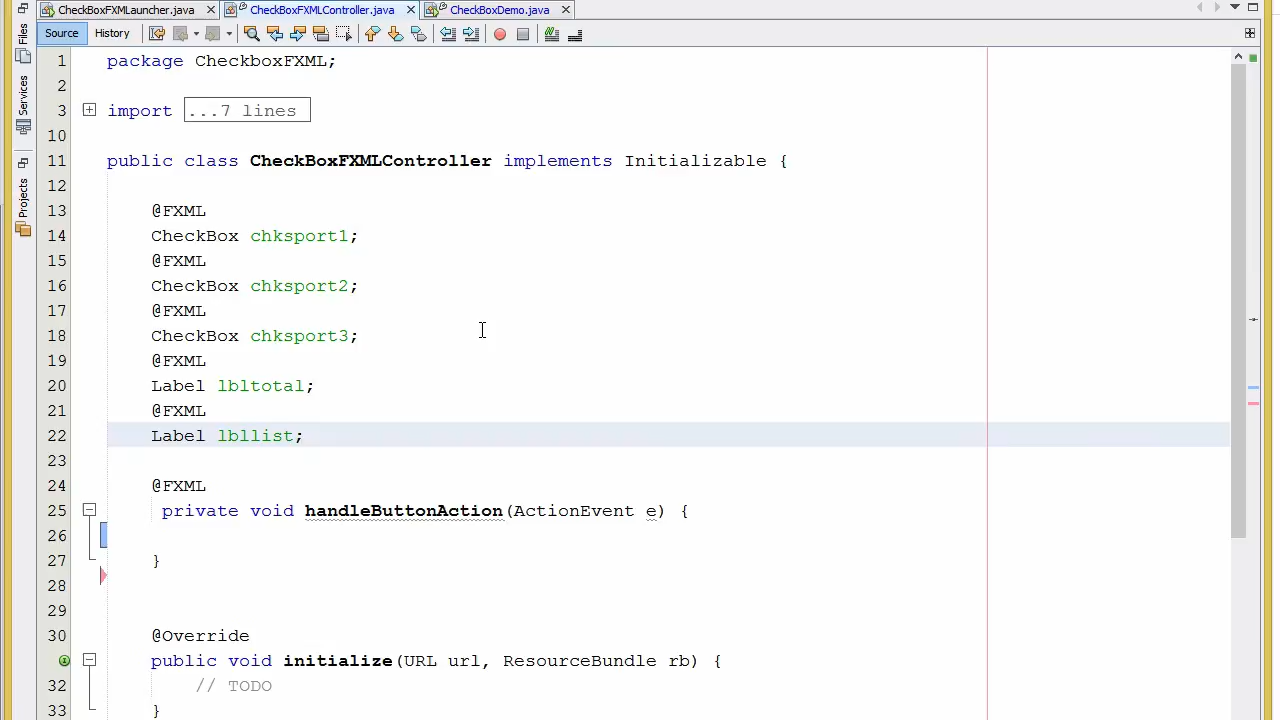 CheckBoxFXMLauncher.java
CheckBoxFXMLController.java
CheckBoxDemo.java
Source
History
Files
Services
Projects
1 package CheckboxFXML;
2
3 import ...7 lines
10
11 public class CheckBoxFXMLController implements Initializable {
12
13 @FXML
14 CheckBox chksport1;
15 @FXML
16 CheckBox chksport2;
17 @FXML
18 CheckBox chksport3;
19 @FXML
20 Label lbltotal;
21 @FXML
22 Label lbllist;
23
24 @FXML
25 private void handleButtonAction(ActionEvent e) {
26
27 }
28
29
30 @Override
public void initialize(URL url, ResourceBundle rb) {
32 // TODO
33 }